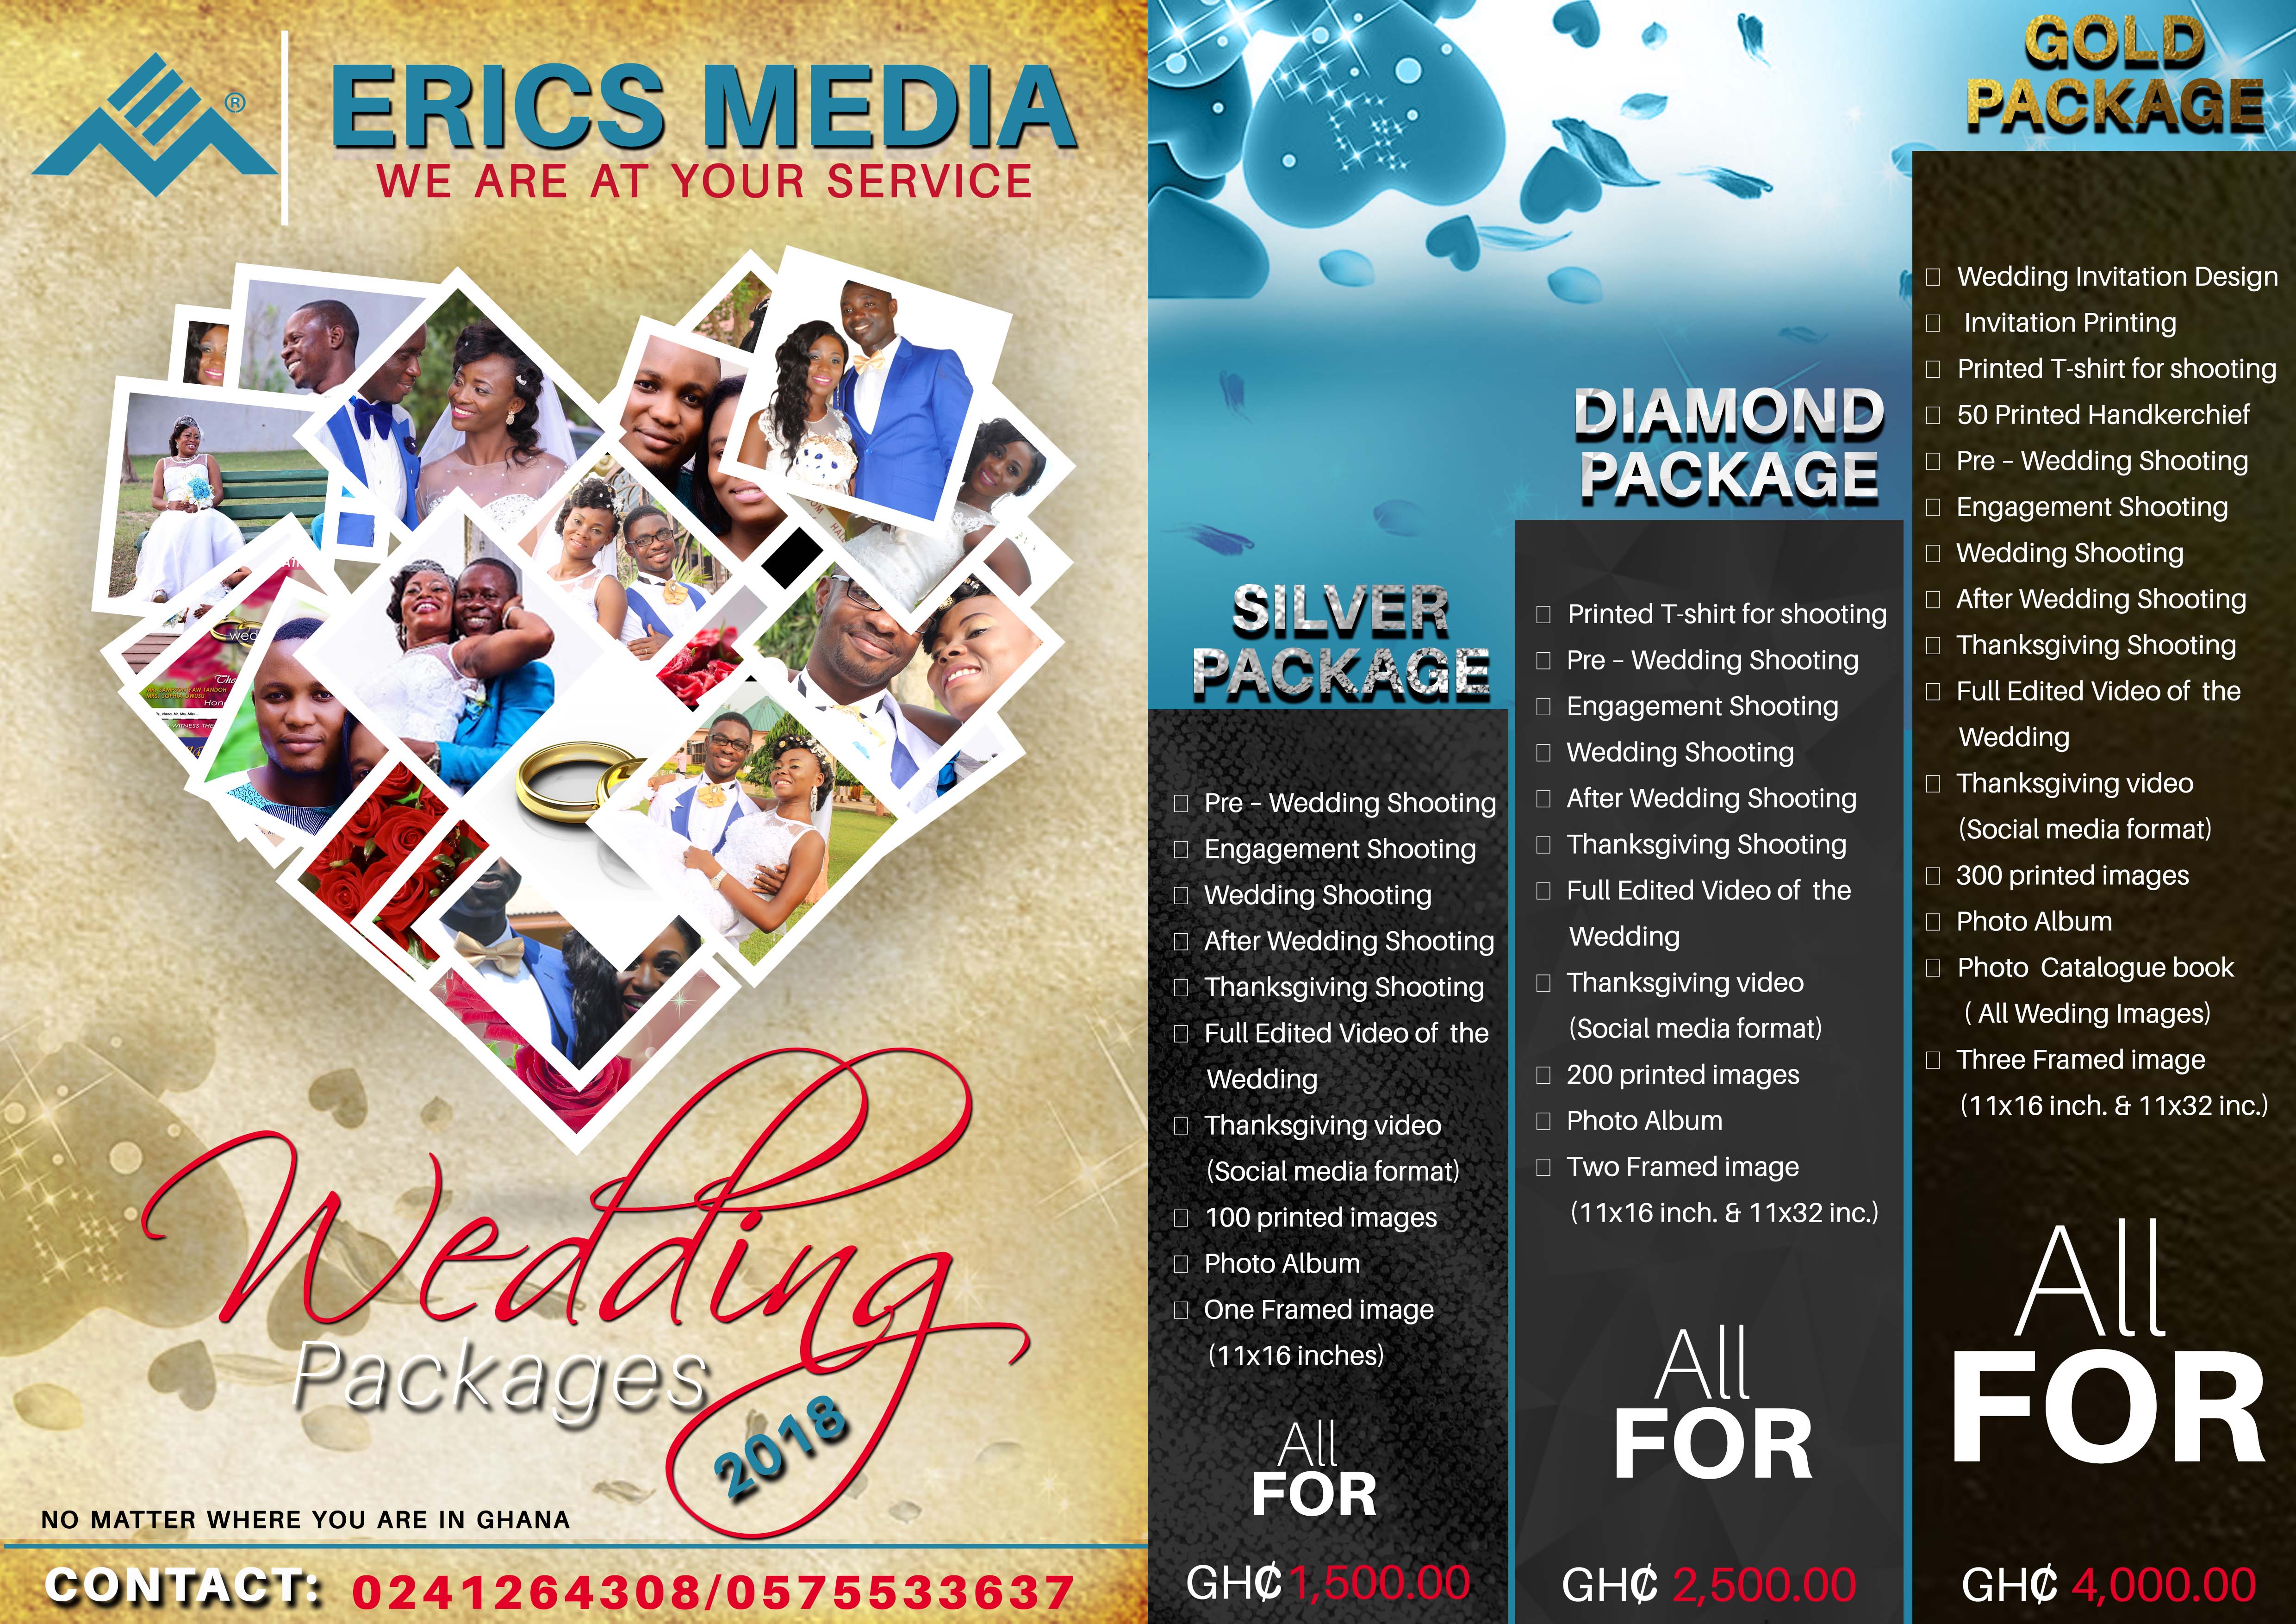 ®
ERICS MEDIA
WE ARE AT YOUR SERVICE
wed
Wedding
Packages
2018
NO MATTER WHERE YOU ARE IN GHANA
CONTACT: 0241264308/0575533637
SILVER
PACKAGE
Pre – Wedding Shooting
Engagement Shooting
Wedding Shooting
After Wedding Shooting
Thanksgiving Shooting
Full Edited Video of the
Wedding
Thanksgiving video
(Social media format)
100 printed images
Photo Album
One Framed image
(11x16 inches)
All
FOR
GH₵ 1,500.00
DIAMOND
PACKAGE
Printed T-shirt for shooting
Pre – Wedding Shooting
Engagement Shooting
Wedding Shooting
After Wedding Shooting
Thanksgiving Shooting
Full Edited Video of the
Wedding
Thanksgiving video
(Social media format)
200 printed images
Photo Album
Two Framed image
(11x16 inch. & 11x32 inc.)
All
FOR
GH₵ 2,500.00
GOLD
PACKAGE
Wedding Invitation Design
Invitation Printing
Printed T-shirt for shooting
50 Printed Handkerchief
Pre – Wedding Shooting
Engagement Shooting
Wedding Shooting
After Wedding Shooting
Thanksgiving Shooting
Full Edited Video of the
Wedding
Thanksgiving video
(Social media format)
300 printed images
Photo Album
Photo Catalogue book
( All Weding Images)
Three Framed image
(11x16 inch. & 11x32 inc.)
All
FOR
GH₵ 4,000.00